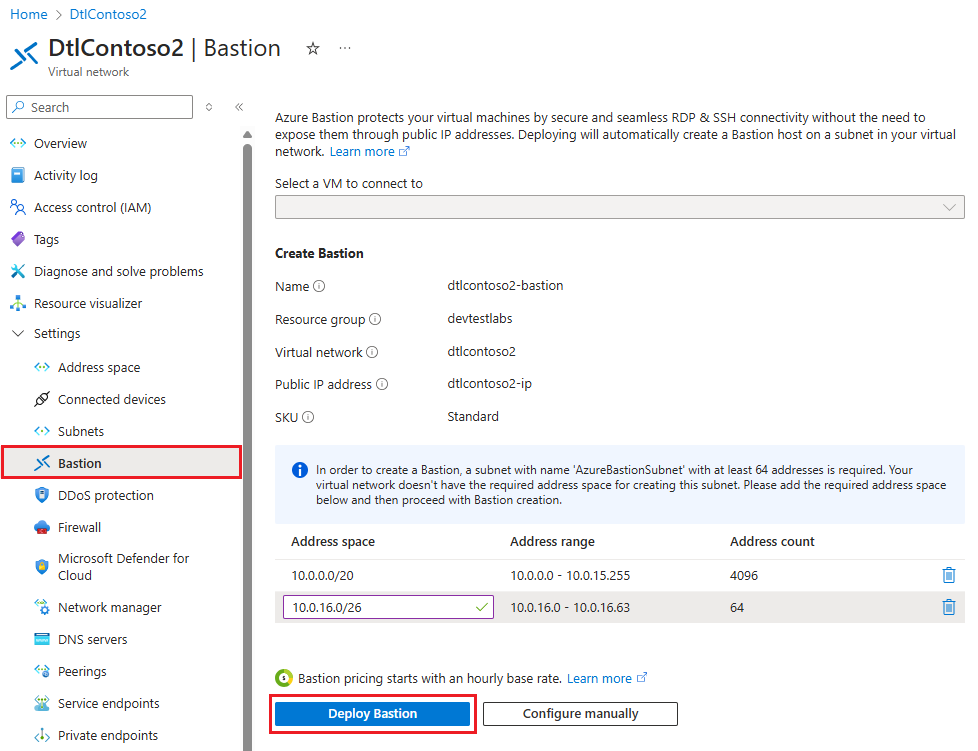 Home > DtlContoso2
DtlContoso2 | Bastion ☆ ...
Virtual network
Search
Overview
Activity log
Access control (IAM)
Tags
Diagnose and solve problems
Resource visualizer
Settings
Address space
Connected devices
Subnets
Bastion
DDoS protection
Firewall
Microsoft Defender for
Cloud
Network manager
DNS servers
Peerings
Service endpoints
Private endpoints
Azure Bastion protects your virtual machines by secure and seamless RDP & SSH connectivity without the need to
expose them through public IP addresses. Deploying will automatically create a Bastion host on a subnet in your virtual
network. Learn more
Select a VM to connect to
Create Bastion
Name dtlcontoso2-bastion
Resource group devtestlabs
Virtual network dtlcontoso2
Public IP address dtlcontoso2-ip
SKU Standard
In order to create a Bastion, a subnet with name 'AzureBastionSubnet' with at least 64 addresses is required. Your
virtual network doesn't have the required address space for creating this subnet. Please add the required address space
below and then proceed with Bastion creation.
Address space Address range Address count
10.0.0.0/20 10.0.0.0 - 10.0.15.255 4096
10.0.16.0/26 10.0.16.0 - 10.0.16.63 64
Bastion pricing starts with an hourly base rate. Learn more
Deploy Bastion Configure manually